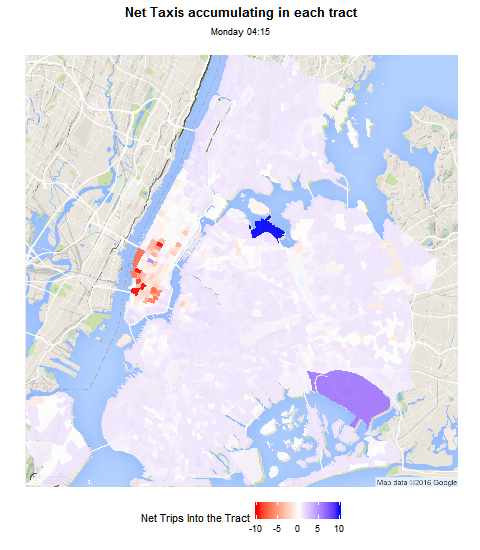 Net Taxis accumulating in each tract
Monday 04:15
Map data ©2016 Google
Net Trips Into the Tract
-10 -5 0 5 10